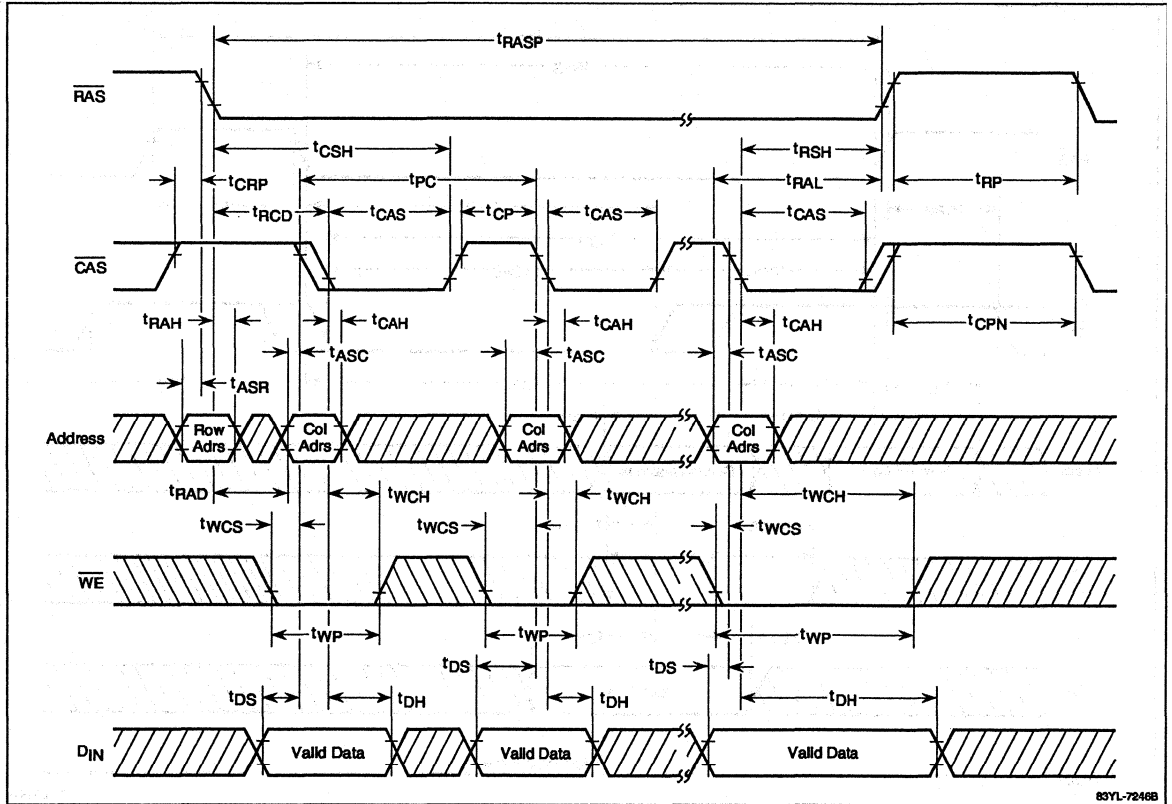 tRASP
RAS
tCSH
tRSH
tCRP
tPC
tRAL
tRP
tRCD
tCAS
tCP
tCAS
tCAS
CAS
tRAH
tCAH
tCAH
tCAH
tCPN
tASC
tASC
tASC
tASR
Address
Row Adrs
Col Adrs
Col Adrs
Col Adrs
tRAD
tWCH
tWCH
tWCH
tWCS
tWCS
tWCS
WE
tWP
tWP
tWP
tDS
tDS
tDS
tDH
tDH
tDH
DIN
Valid Data
Valid Data
Valid Data
83YL-7246B